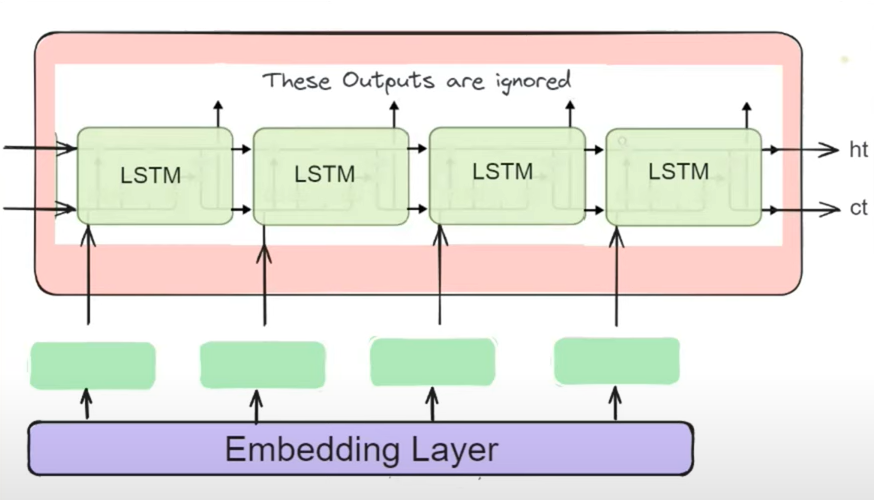 These Outputs are ignored
LSTM LSTM LSTM LSTM
ht
ct
Embedding Layer